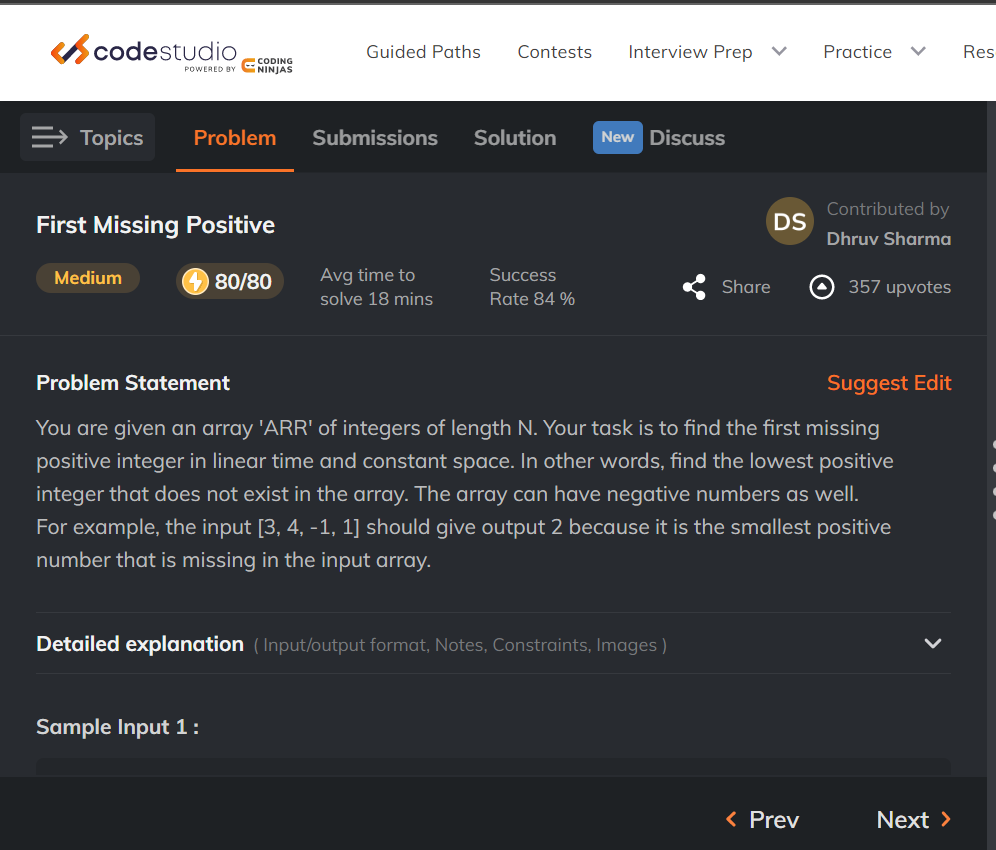 codestudio
POWERED BY CODING NINJAS
Guided Paths Contests Interview Prep Practice Res
Topics Problem Submissions Solution New Discuss
First Missing Positive
DS Contributed by
Dhruv Sharma
Medium 80/80 Avg time to
solve 18 mins
Success
Rate 84 %
Share 357 upvotes
Problem Statement Suggest Edit
You are given an array 'ARR' of integers of length N. Your task is to find the first missing
positive integer in linear time and constant space. In other words, find the lowest positive
integer that does not exist in the array. The array can have negative numbers as well.
For example, the input [3, 4, -1, 1] should give output 2 because it is the smallest positive
number that is missing in the input array.
Detailed explanation ( Input/output format, Notes, Constraints, Images )
Sample Input 1 :
Prev Next